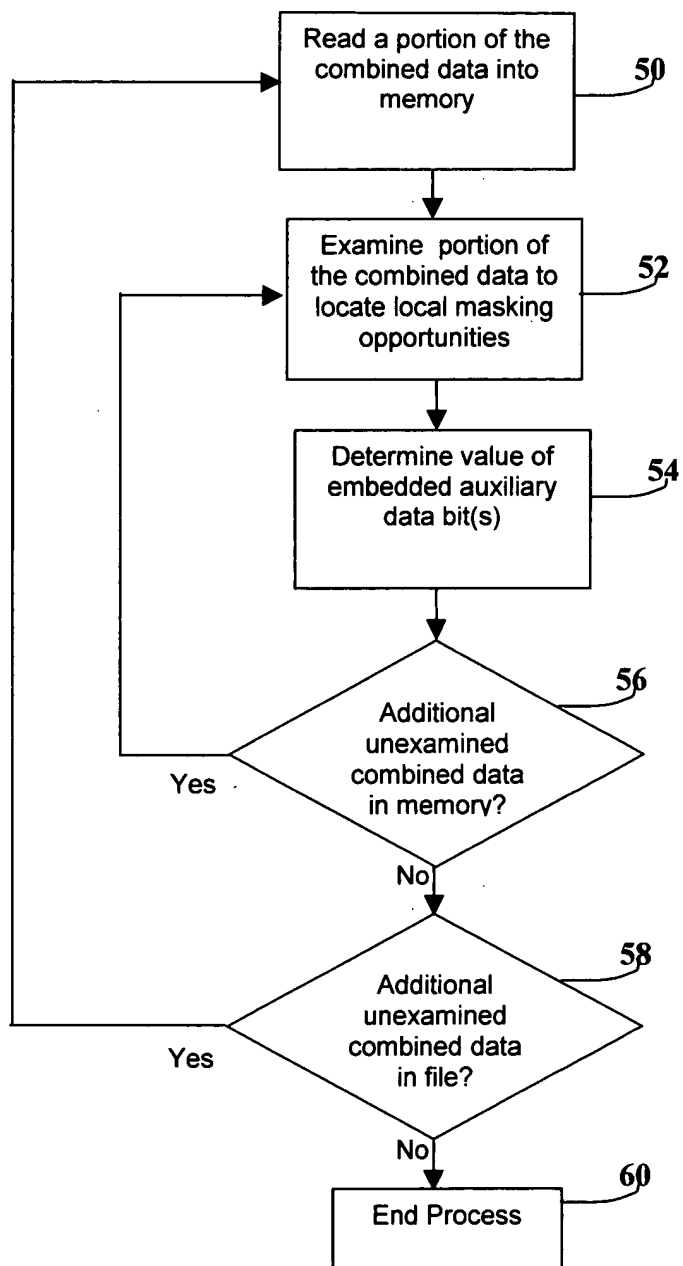 Read a portion of the
combined data into
memory
50
Examine portion of
the combined data to
locate local masking
opportunities
52
Determine value of
embedded auxiliary
data bit(s)
54
56
Additional
unexamined
combined data
in memory?
Yes
No
58
Additional
unexamined
combined data
in file?
Yes
No
60
End Process